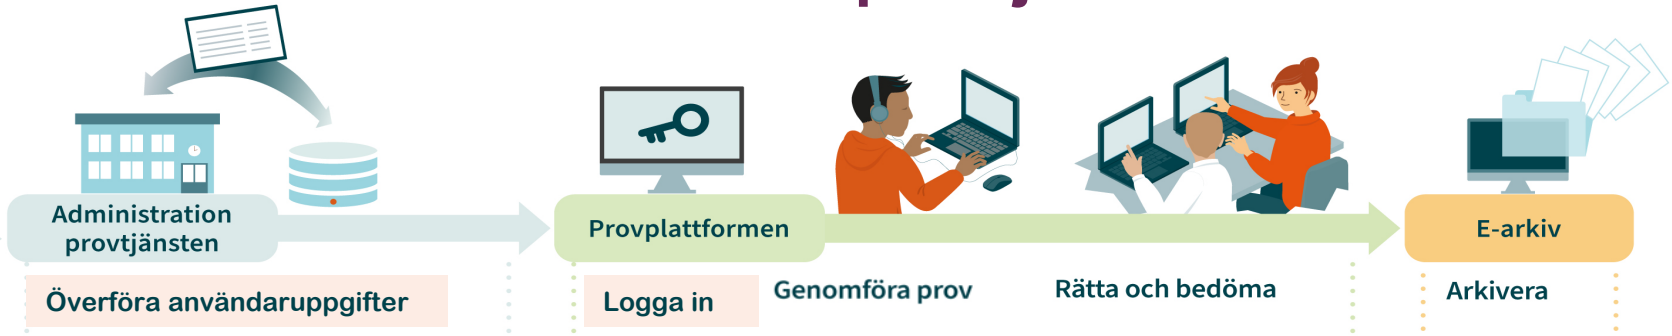 Administration
provtjänsten
Provplattformen
E-arkiv
Överföra användaruppgifter
Logga in
Genomföra prov
Rätta och bedöma
Arkivera